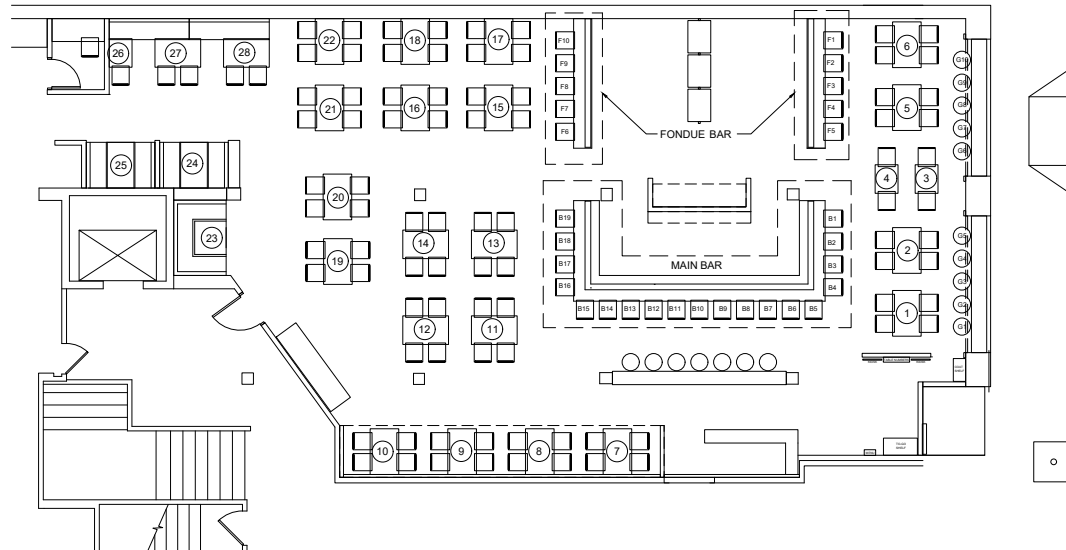 26
27
28
22
18
17
F10
F9
F8
F7
F6
F1
F2
F3
F4
F5
6
G10
G9
G8
G7
G6
21
16
15
5
FONDUE BAR
25
24
4
3
20
23
19
14
13
B19
B18
B17
B16
MAIN BAR
B1
B2
B3
B4
2
G5
G4
G3
G2
G1
B15
B14
B13
B12
B11
B10
B9
B8
B7
B6
B5
12
11
1
10
9
8
7